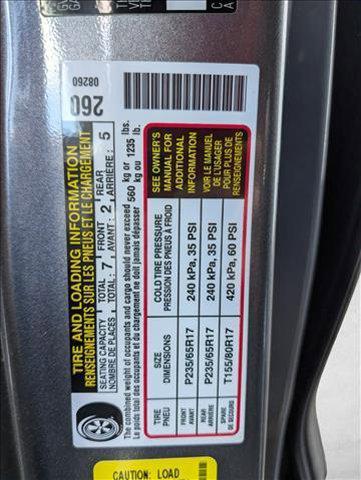 260
08260
TIRE AND LOADING INFORMATION
RENSEIGNEMENTS SUR LES PNEUS ET LE CHARGEMENT
SEATING CAPACITY TOTAL: 7 FRONT 2 REAR 5
NOMBRE DE PLACES TOTAL: 7 AVANT: 2 ARRIÈRE: 5
The combined weight of occupants and cargo should never exceed 560 kg or 1235 lbs.
Le poids total des occupants et du chargement ne doit jamais dépasser 560 kg ou 1235 lb.
TIRE SIZE COLD TIRE PRESSURE
PNEU DIMENSIONS PRESSION DES PNEUS À FROID
FRONT P235/65R17 240 kPa, 35 PSI
AVANT
REAR P235/65R17 240 kPa, 35 PSI
ARRIÈRE
SPARE T155/80R17 420 kPa, 60 PSI
DE SECOURS
SEE OWNER'S
MANUAL FOR
ADDITIONAL
INFORMATION
VOIR LE MANUEL
DE L'USAGER
POUR PLUS DE
RENSEIGNEMENTS
CAUTION: LOAD